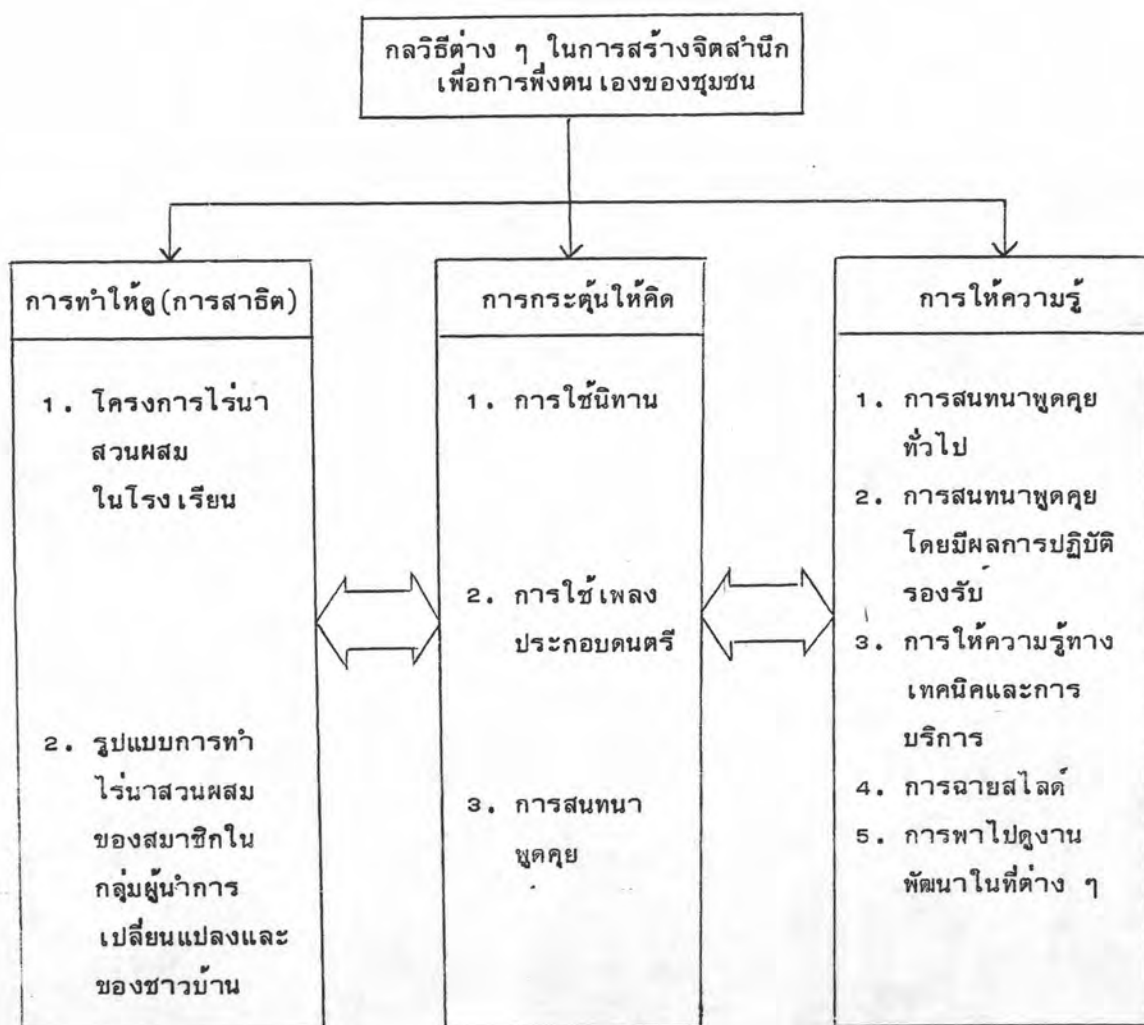 กลวิธีต่าง ๆ ในการสร้างจิตสำนึก
เพื่อการพึ่งตนเองของชุมชน
การทำให้ดู(การสาธิต)
1. โครงการไร่นา
สวนผสม
ในโรงเรียน
2. รูปแบบการทำ
ไร่นาสวนผสม
ของสมาชิกใน
กลุ่มผู้นำการ
เปลี่ยนแปลงและ
ของชาวบ้าน
การกระตุ้นให้คิด
1. การใช้นิทาน
2. การใช้เพลง
ประกอบดนตรี
3. การสนทนา
พูดคุย
การให้ความรู้
1. การสนทนาพูดคุย
ทั่วไป
2. การสนทนาพูดคุย
โดยมีผลการปฏิบัติ
รองรับ
3. การให้ความรู้ทาง
เทคนิคและการ
บริการ
4. การฉายสไลด์
5. การพาไปดูงาน
พัฒนาในที่ต่าง ๆ